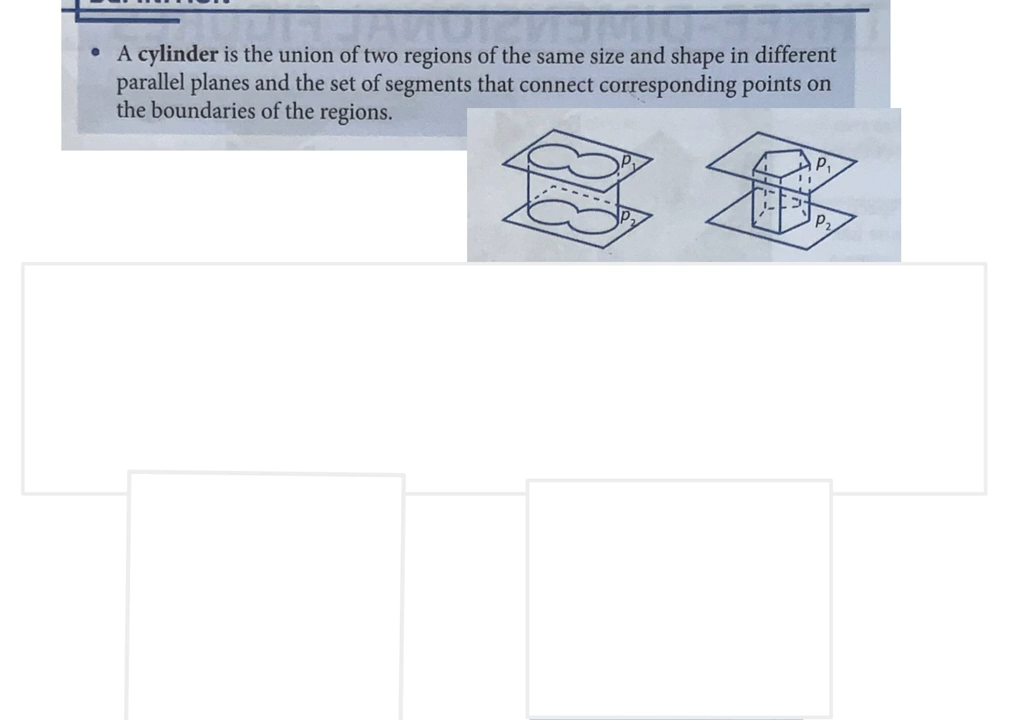 DEFINITION
• A cylinder is the union of two regions of the same size and shape in different
parallel planes and the set of segments that connect corresponding points on
the boundaries of the regions.
P1 P1
P2 P2